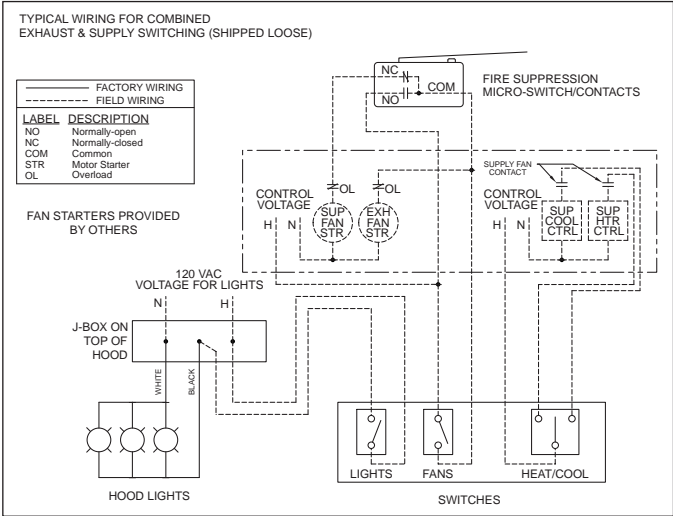 TYPICAL WIRING FOR COMBINED
EXHAUST & SUPPLY SWITCHING (SHIPPED LOOSE)
FACTORY WIRING
FIELD WIRING
LABEL DESCRIPTION
NO Normally-open
NC Normally-closed
COM Common
STR Motor Starter
OL Overload
FAN STARTERS PROVIDED
BY OTHERS
NC
COM
NO
FIRE SUPPRESSION
MICRO-SWITCH/CONTACTS
SUPPLY FAN
CONTACT
OL
OL
CONTROL
VOLTAGE
H N
SUP
FAN
STR
EXH
FAN
STR
CONTROL
VOLTAGE
H N
SUP
COOL
CTRL
SUP
HTR
CTRL
120 VAC
VOLTAGE FOR LIGHTS
N H
J-BOX ON
TOP OF
HOOD
WHITE
BLACK
HOOD LIGHTS
LIGHTS
FANS
HEAT/COOL
SWITCHES